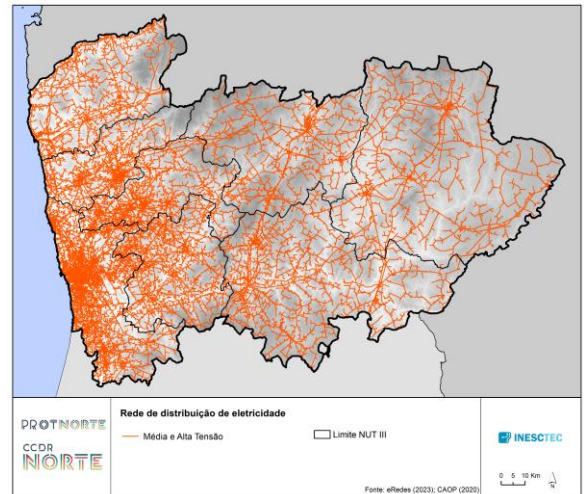 PROTNORTE
CCDR
NORTE
Rede de distribuição de eletricidade
Média e Alta Tensão
Limite NUT III
INESCTEC
0 5 10 Km
N
Fonte: eRedes (2023); CAOP (2020)